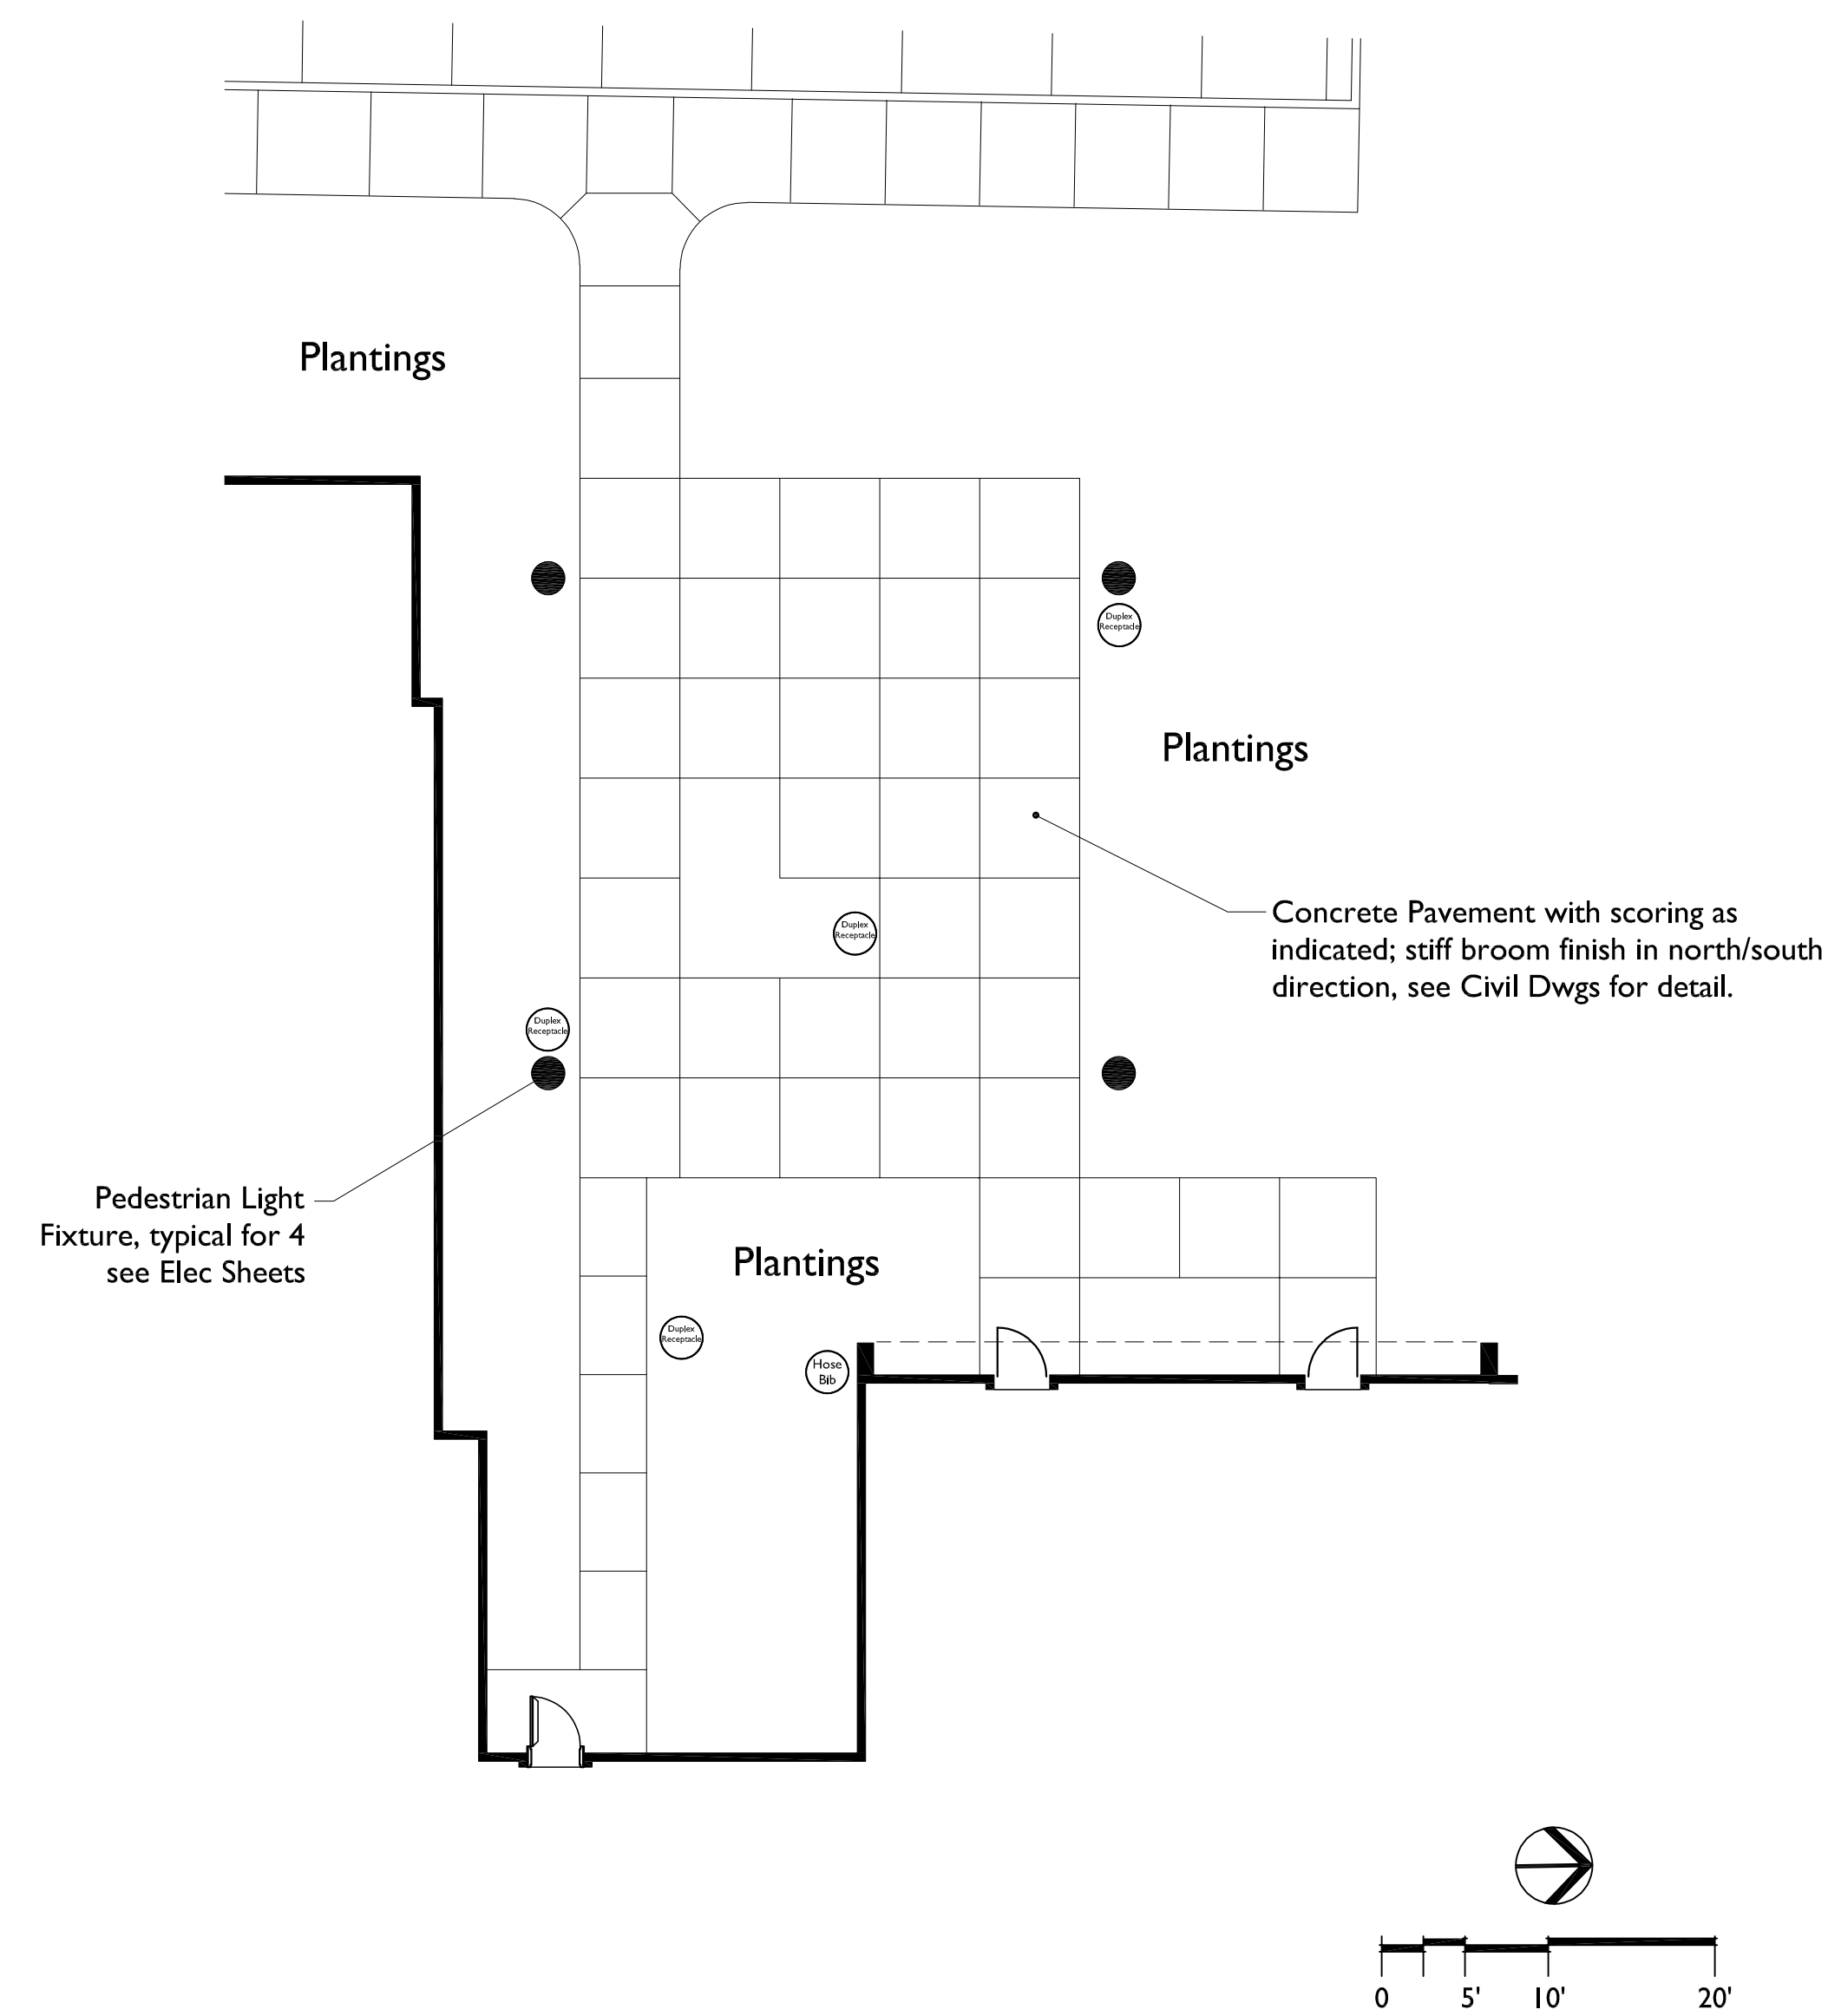 Plantings
Duplex
Receptacle
Plantings
Duplex
Receptacle
Concrete Pavement with scoring as
indicated; stiff broom finish in north/south
direction, see Civil Dwgs for detail.
Duplex
Receptacle
Pedestrian Light
Fixture, typical for 4
see Elec Sheets
Plantings
Duplex
Receptacle
Hose
Bib
0 5' 10' 20'